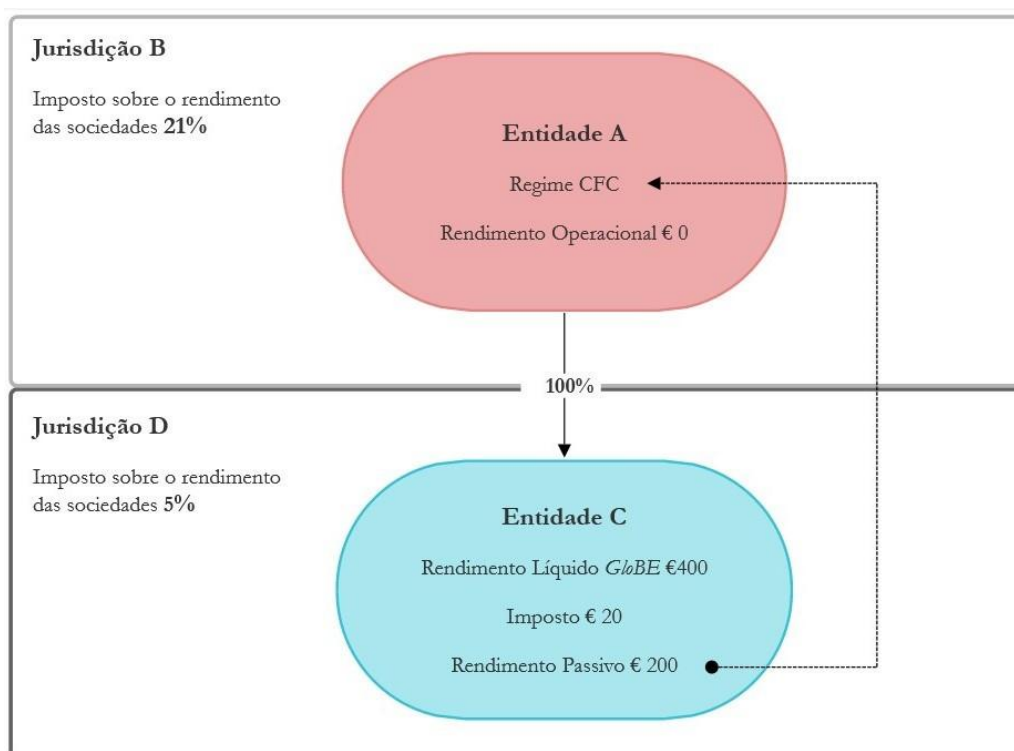 Jurisdição B
Imposto sobre o rendimento
das sociedades 21%
Entidade A
Regime CFC
Rendimento Operacional € 0
100%
Jurisdição D
Imposto sobre o rendimento
das sociedades 5%
Entidade C
Rendimento Líquido GloBE €400
Imposto € 20
Rendimento Passivo € 200